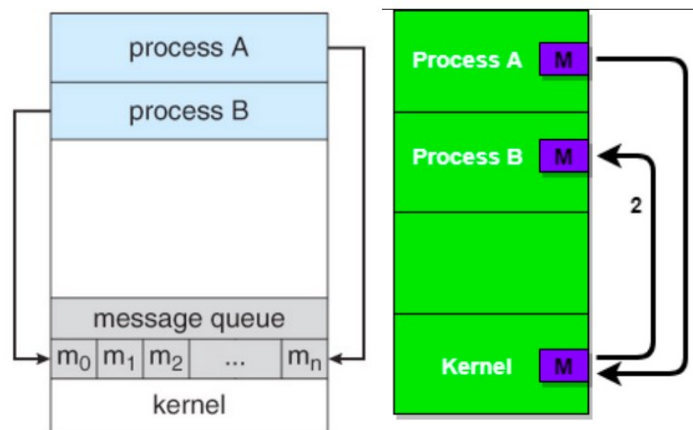 process A
process B
message queue
m₀ m₁ m₂ ... mₙ
kernel
Process A M
Process B M
2
Kernel M